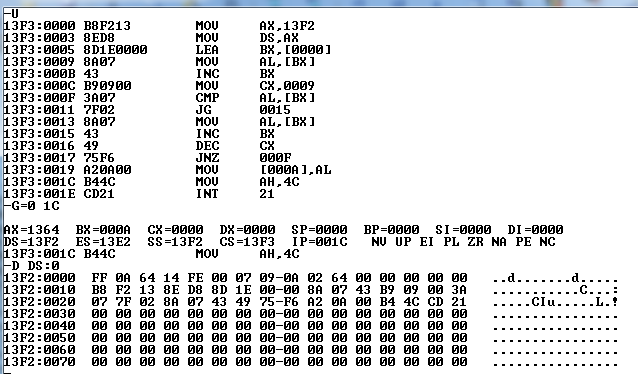 -U
13F3:0000 B8F213 MOV AX,13F2
13F3:0003 8ED8 MOV DS,AX
13F3:0005 8D1E0000 LEA BX,[0000]
13F3:0009 8A07 MOV AL,[BX]
13F3:000B 43 INC BX
13F3:000C B90900 MOV CX,0009
13F3:000F 3A07 CMP AL,[BX]
13F3:0011 7F02 JG 0015
13F3:0013 8A07 MOV AL,[BX]
13F3:0015 43 INC BX
13F3:0016 49 DEC CX
13F3:0017 75F6 JNZ 000F
13F3:0019 A20A00 MOV [000A],AL
13F3:001C B44C MOV AH,4C
13F3:001E CD21 INT 21
-G=0 1C
AX=1364 BX=000A CX=0000 DX=0000 SP=0000 BP=0000 SI=0000 DI=0000
DS=13F2 ES=13E2 SS=13F2 CS=13F3 IP=001C NV UP EI PL ZR NA PE NC
13F3:001C B44C MOV AH,4C
-D DS:0
13F2:0000 FF 0A 64 14 FE 00 07 09-0A 02 64 00 00 00 00 00 ..d.......d.....
13F2:0010 B8 F2 13 8E D8 8D 1E 00-00 8A 07 43 B9 09 00 3A ...........C...:
13F2:0020 07 7F 02 8A 07 43 49 75-F6 A2 0A 00 B4 4C CD 21 .....CIu.....L.!
13F2:0030 00 00 00 00 00 00 00 00-00 00 00 00 00 00 00 00 ................
13F2:0040 00 00 00 00 00 00 00 00-00 00 00 00 00 00 00 00 ................
13F2:0050 00 00 00 00 00 00 00 00-00 00 00 00 00 00 00 00 ................
13F2:0060 00 00 00 00 00 00 00 00-00 00 00 00 00 00 00 00 ................
13F2:0070 00 00 00 00 00 00 00 00-00 00 00 00 00 00 00 00 ................